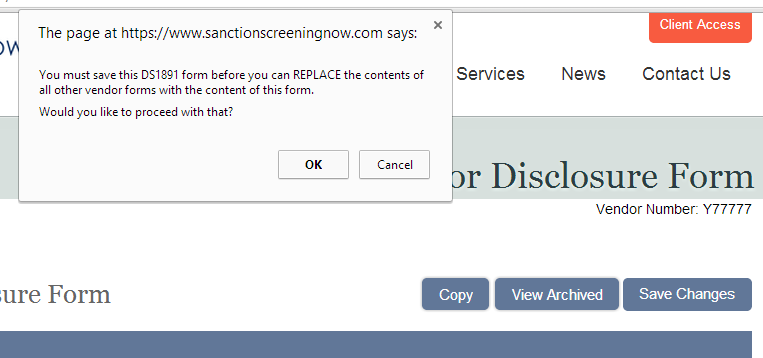 The page at https://www.sanctionscreeningnow.com says:
Client Access
You must save this DS1891 form before you can REPLACE the contents of
all other vendor forms with the content of this form.
Services News Contact Us
Would you like to proceed with that?
OK Cancel
or Disclosure Form
Vendor Number: Y77777
sure Form
Copy View Archived Save Changes